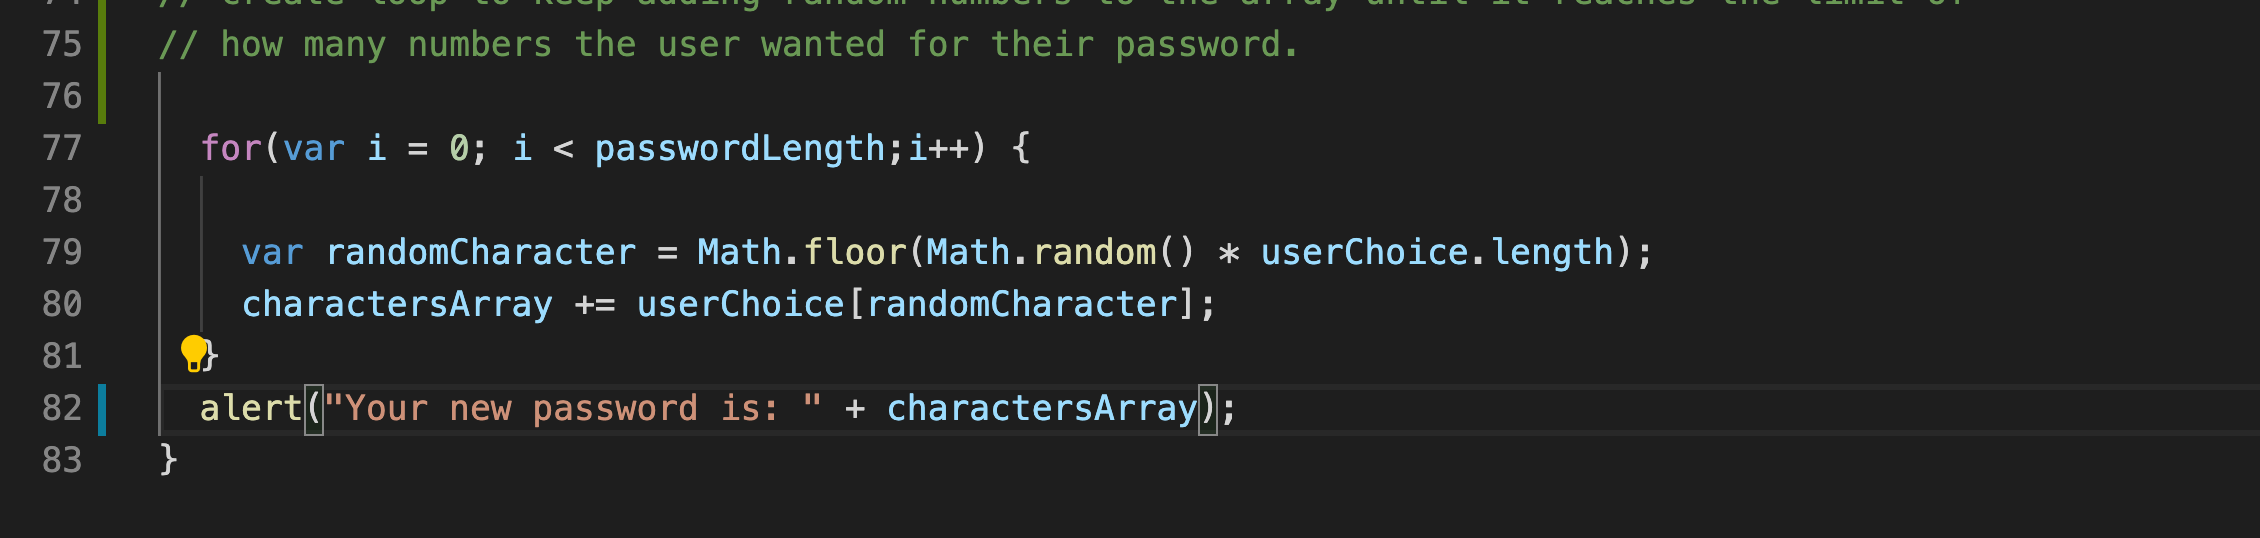 74 // create loop to keep adding random numbers to the array until it reaches the limit of
75 // how many numbers the user wanted for their password.
76
77 for(var i = 0; i < passwordLength;i++) {
78
79 var randomCharacter = Math.floor(Math.random() * userChoice.length);
80 charactersArray += userChoice[randomCharacter];
81 }
82 alert("Your new password is: " + charactersArray);
83 }